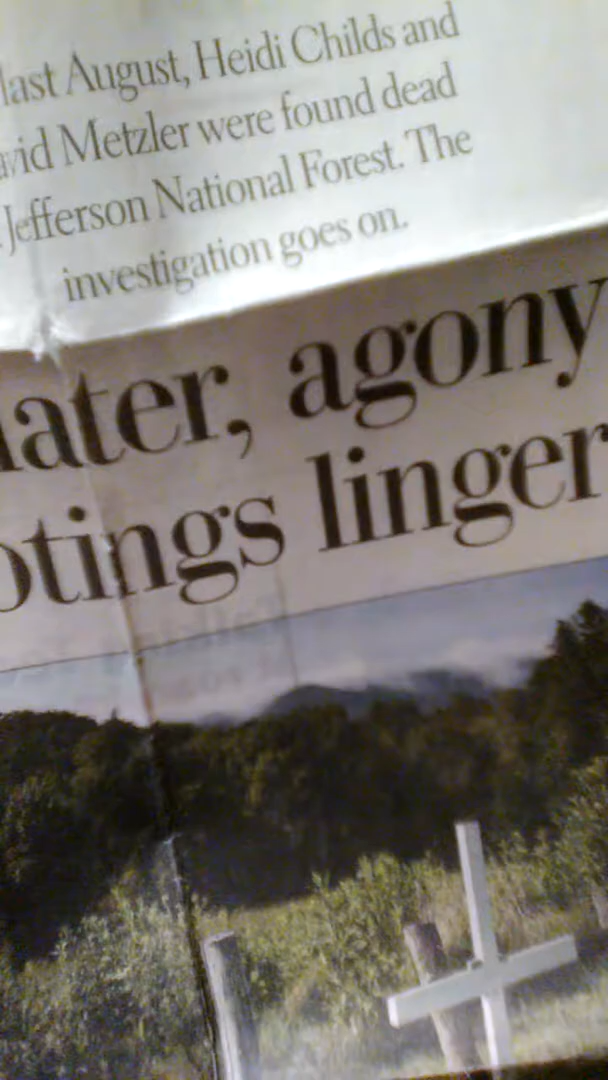 last August, Heidi Childs and
avid Metzler were found dead
Jefferson National Forest. The
investigation goes on.
later, agony
otings linger